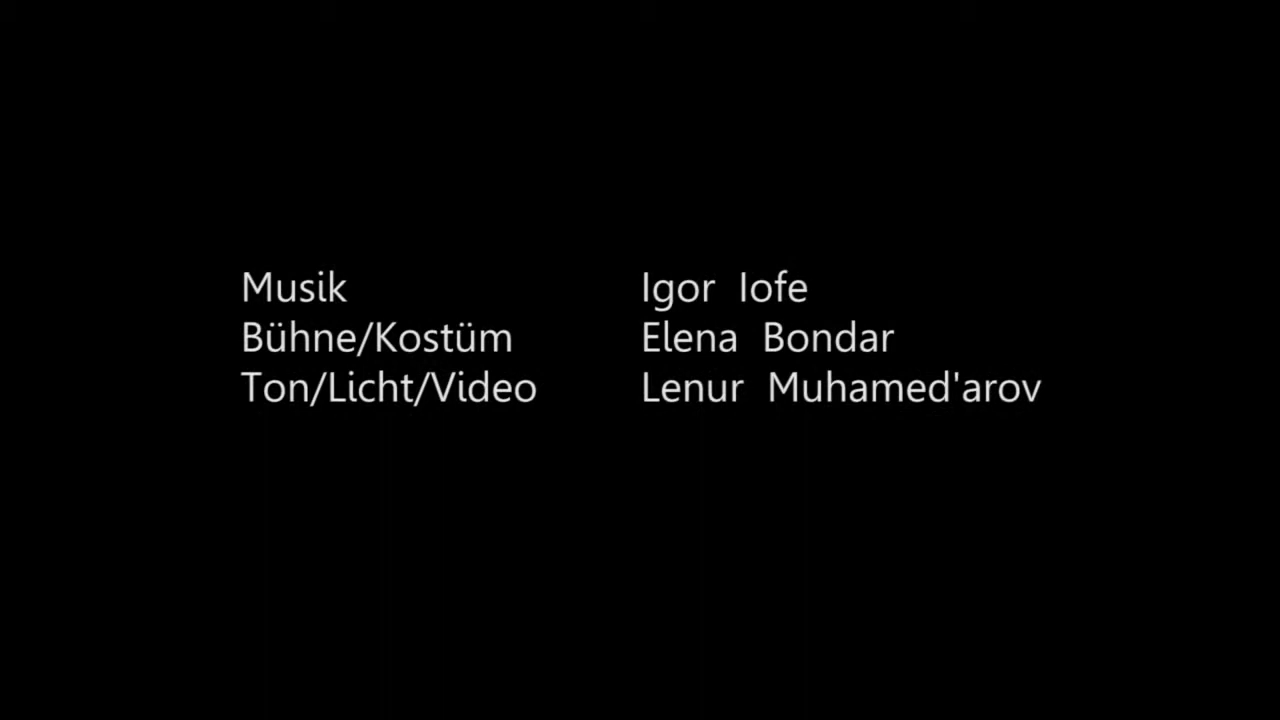 Musik Igor Iofe
Bühne/Kostüm Elena Bondar
Ton/Licht/Video Lenur Muhamed'arov